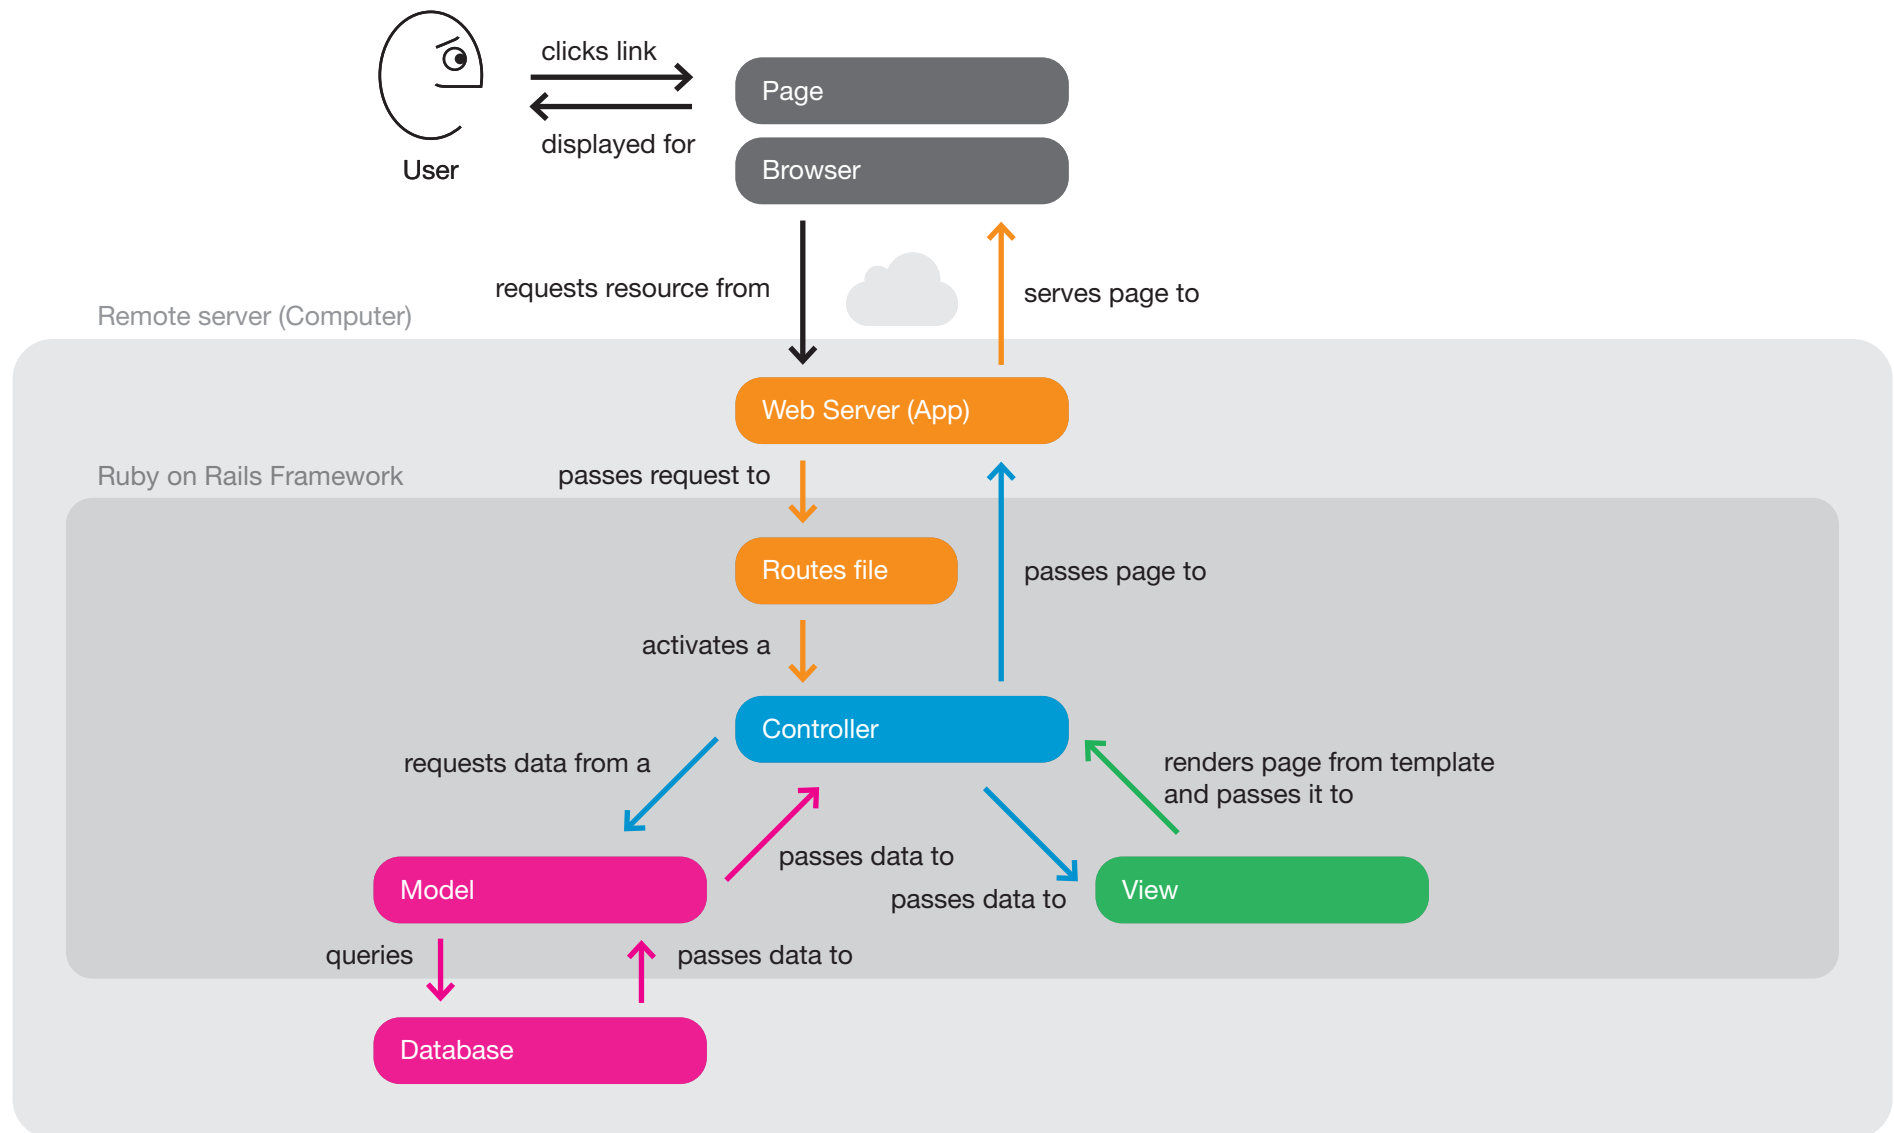 clicks link
Page
displayed for
User
Browser
requests resource from
serves page to
Remote server (Computer)
Web Server (App)
Ruby on Rails Framework
passes request to
Routes file
passes page to
activates a
Controller
requests data from a
renders page from template
and passes it to
passes data to
Model
passes data to
View
queries
passes data to
Database